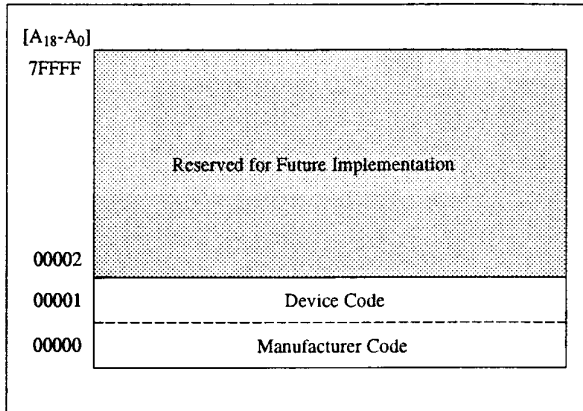 [A18-A0]
7FFFF
Reserved for Future Implementation
00002
00001
Device Code
00000
Manufacturer Code